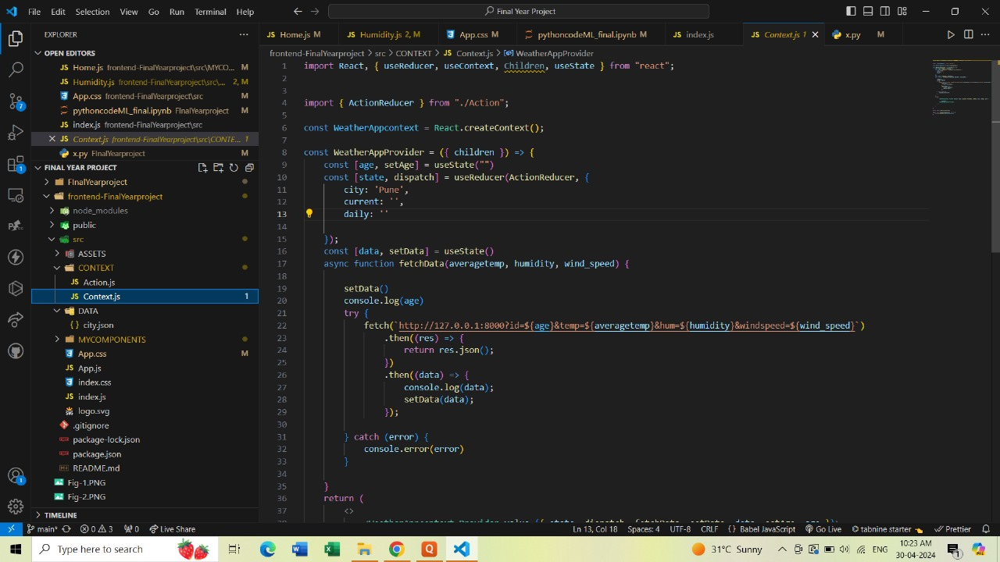 File Edit Selection View Go Run Terminal Help
Final Year Project
EXPLORER
OPEN EDITORS
JS Home.js frontend-FinalYearproject\src\MYCO... M
JS Humidity.js frontend-FinalYearproject\src\... 2, M
App.css frontend-FinalYearproject\src M
pythoncodeML_final.ipynb FInalYearproject M
JS index.js frontend-FinalYearproject\src
JS Context.js frontend-FinalYearproject\src\CONTE... 1
x.py FInalYearproject M
FINAL YEAR PROJECT
FInalYearproject
frontend-FinalYearproject
node_modules
public
src
ASSETS
CONTEXT
JS Action.js
JS Context.js 1
DATA
{} city.json
MYCOMPONENTS
App.css M
JS App.js
index.css
JS index.js
logo.svg
.gitignore
package-lock.json
package.json
README.md
Fig-1.PNG
Fig-2.PNG
TIMELINE
JS Home.js M
JS Humidity.js 2, M
App.css M
pythoncodeML_final.ipynb M
JS index.js
JS Context.js 1
x.py M
frontend-FinalYearproject > src > CONTEXT > JS Context.js > WeatherAppProvider
1 import React, { useReducer, useContext, Children, useState } from "react";
2
3
4 import { ActionReducer } from "./Action";
5
6 const WeatherAppcontext = React.createContext();
7
8 const WeatherAppProvider = ({ children }) => {
9 const [age, setAge] = useState("")
10 const [state, dispatch] = useReducer(ActionReducer, {
11 city: 'Pune',
12 current: '',
13 daily: ''
14
15 });
16 const [data, setData] = useState()
17 async function fetchData(averagetemp, humidity, wind_speed) {
18
19 setData()
20 console.log(age)
21 try {
22 fetch(`http://127.0.0.1:8000?id=${age}&temp=${averagetemp}&hum=${humidity}&windspeed=${wind_speed}`)
23 .then((res) => {
24 return res.json();
25 })
26 .then((data) => {
27 console.log(data);
28 setData(data);
29 });
30
31 } catch (error) {
32 console.error(error)
33 }
34
35 }
36 return (
37 <>
main* 0 3 0 Live Share
Ln 13, Col 18 Spaces: 4 UTF-8 CRLF {} Babel JavaScript Go Live tabnine starter Prettier
Type here to search
31°C Sunny
ENG
10:23 AM
30-04-2024